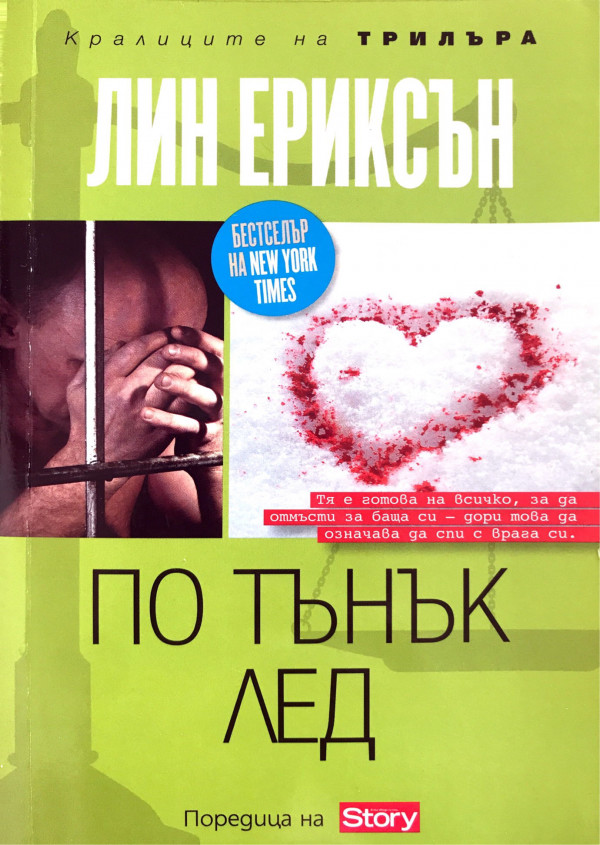 Кралиците на ТРИЛЪРА
ЛИН ЕРИКСЪН
БЕСТСЕЛЪР
НА NEW YORK
TIMES
Тя е готова на всичко, за да
отмъсти за баща си – дори това да
означава да спи с врага си.
ПО ТЪНЪК
ЛЕД
Поредица на Story